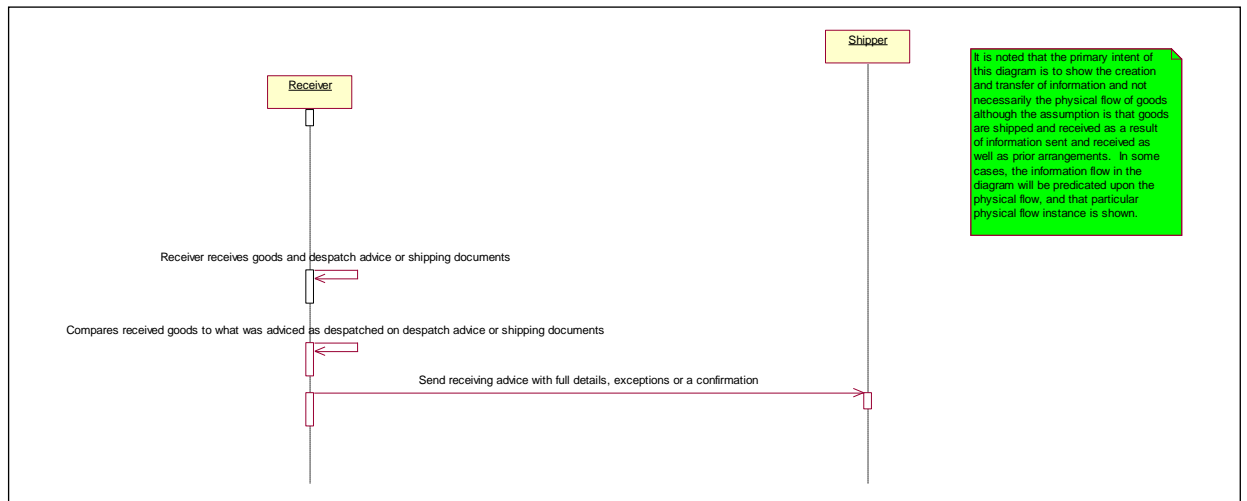 Shipper
Receiver
It is noted that the primary intent of
this diagram is to show the creation
and transfer of information and not
necessarily the physical flow of goods
although the assumption is that goods
are shipped and received as a result
of information sent and received as
well as prior arrangements.  In some
cases, the information flow in the
diagram will be predicated upon the
physical flow, and that particular
physical flow instance is shown.
Receiver receives goods and despatch advice or shipping documents
Compares received goods to what was adviced as despatched on despatch advice or shipping documents
Send receiving advice with full details, exceptions or a confirmation